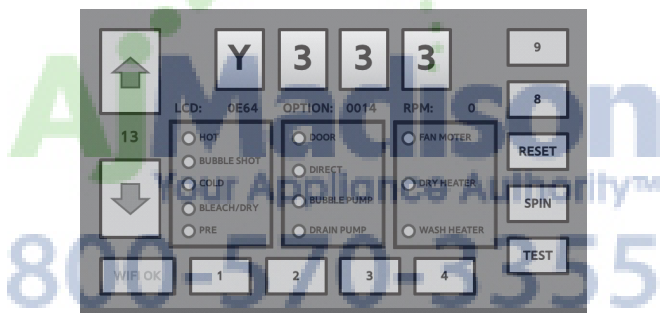 Y 3 3 3
9
LCD: 0E64 OPTION: 0014 RPM: 0
8
13
HOT
BUBBLE SHOT
COLD
BLEACH/DRY
PRE
DOOR
DIRECT
BUBBLE PUMP
DRAIN PUMP
FAN MOTER
DRY HEATER
WASH HEATER
RESET
SPIN
TEST
WIFI OK
1
2
3
4
AjMadison
Your Appliance Authority™
800-570-3355